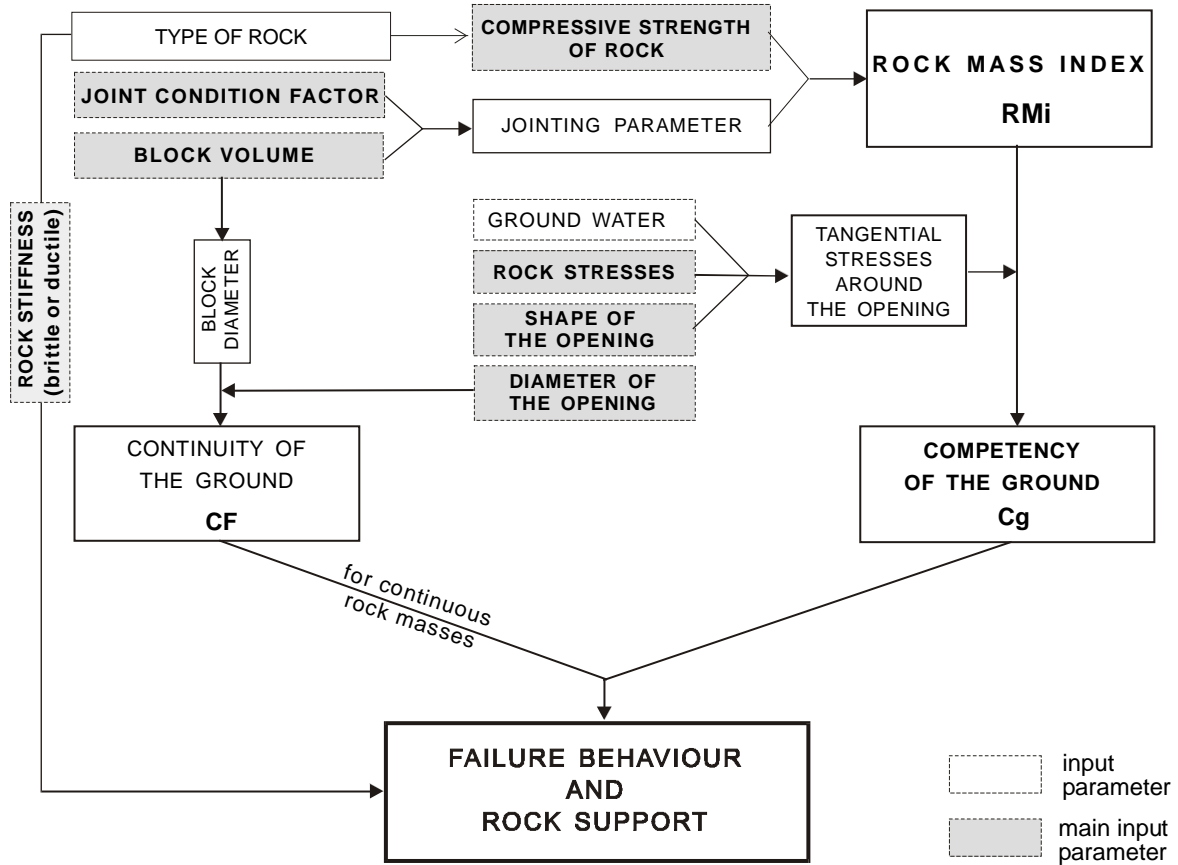 TYPE OF ROCK
COMPRESSIVE STRENGTH
OF ROCK
ROCK MASS INDEX
RMi
JOINT CONDITION FACTOR
JOINTING PARAMETER
BLOCK VOLUME
ROCK STIFFNESS
(brittle or ductile)
BLOCK
DIAMETER
GROUND WATER
ROCK STRESSES
SHAPE OF
THE OPENING
DIAMETER OF
THE OPENING
TANGENTIAL
STRESSES
AROUND
THE OPENING
CONTINUITY OF
THE GROUND
CF
COMPETENCY
OF THE GROUND
Cg
for continuous
rock masses
FAILURE BEHAVIOUR
AND
ROCK SUPPORT
input
parameter
main input
parameter